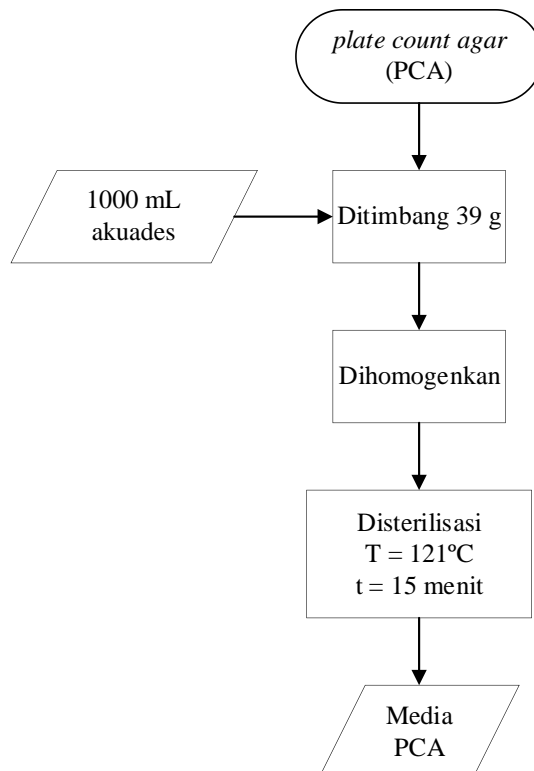 plate count agar
(PCA)
1000 mL
akuades
Ditimbang 39 g
Dihomogenkan
Disterilisasi
T = 121ºC
t = 15 menit
Media
PCA